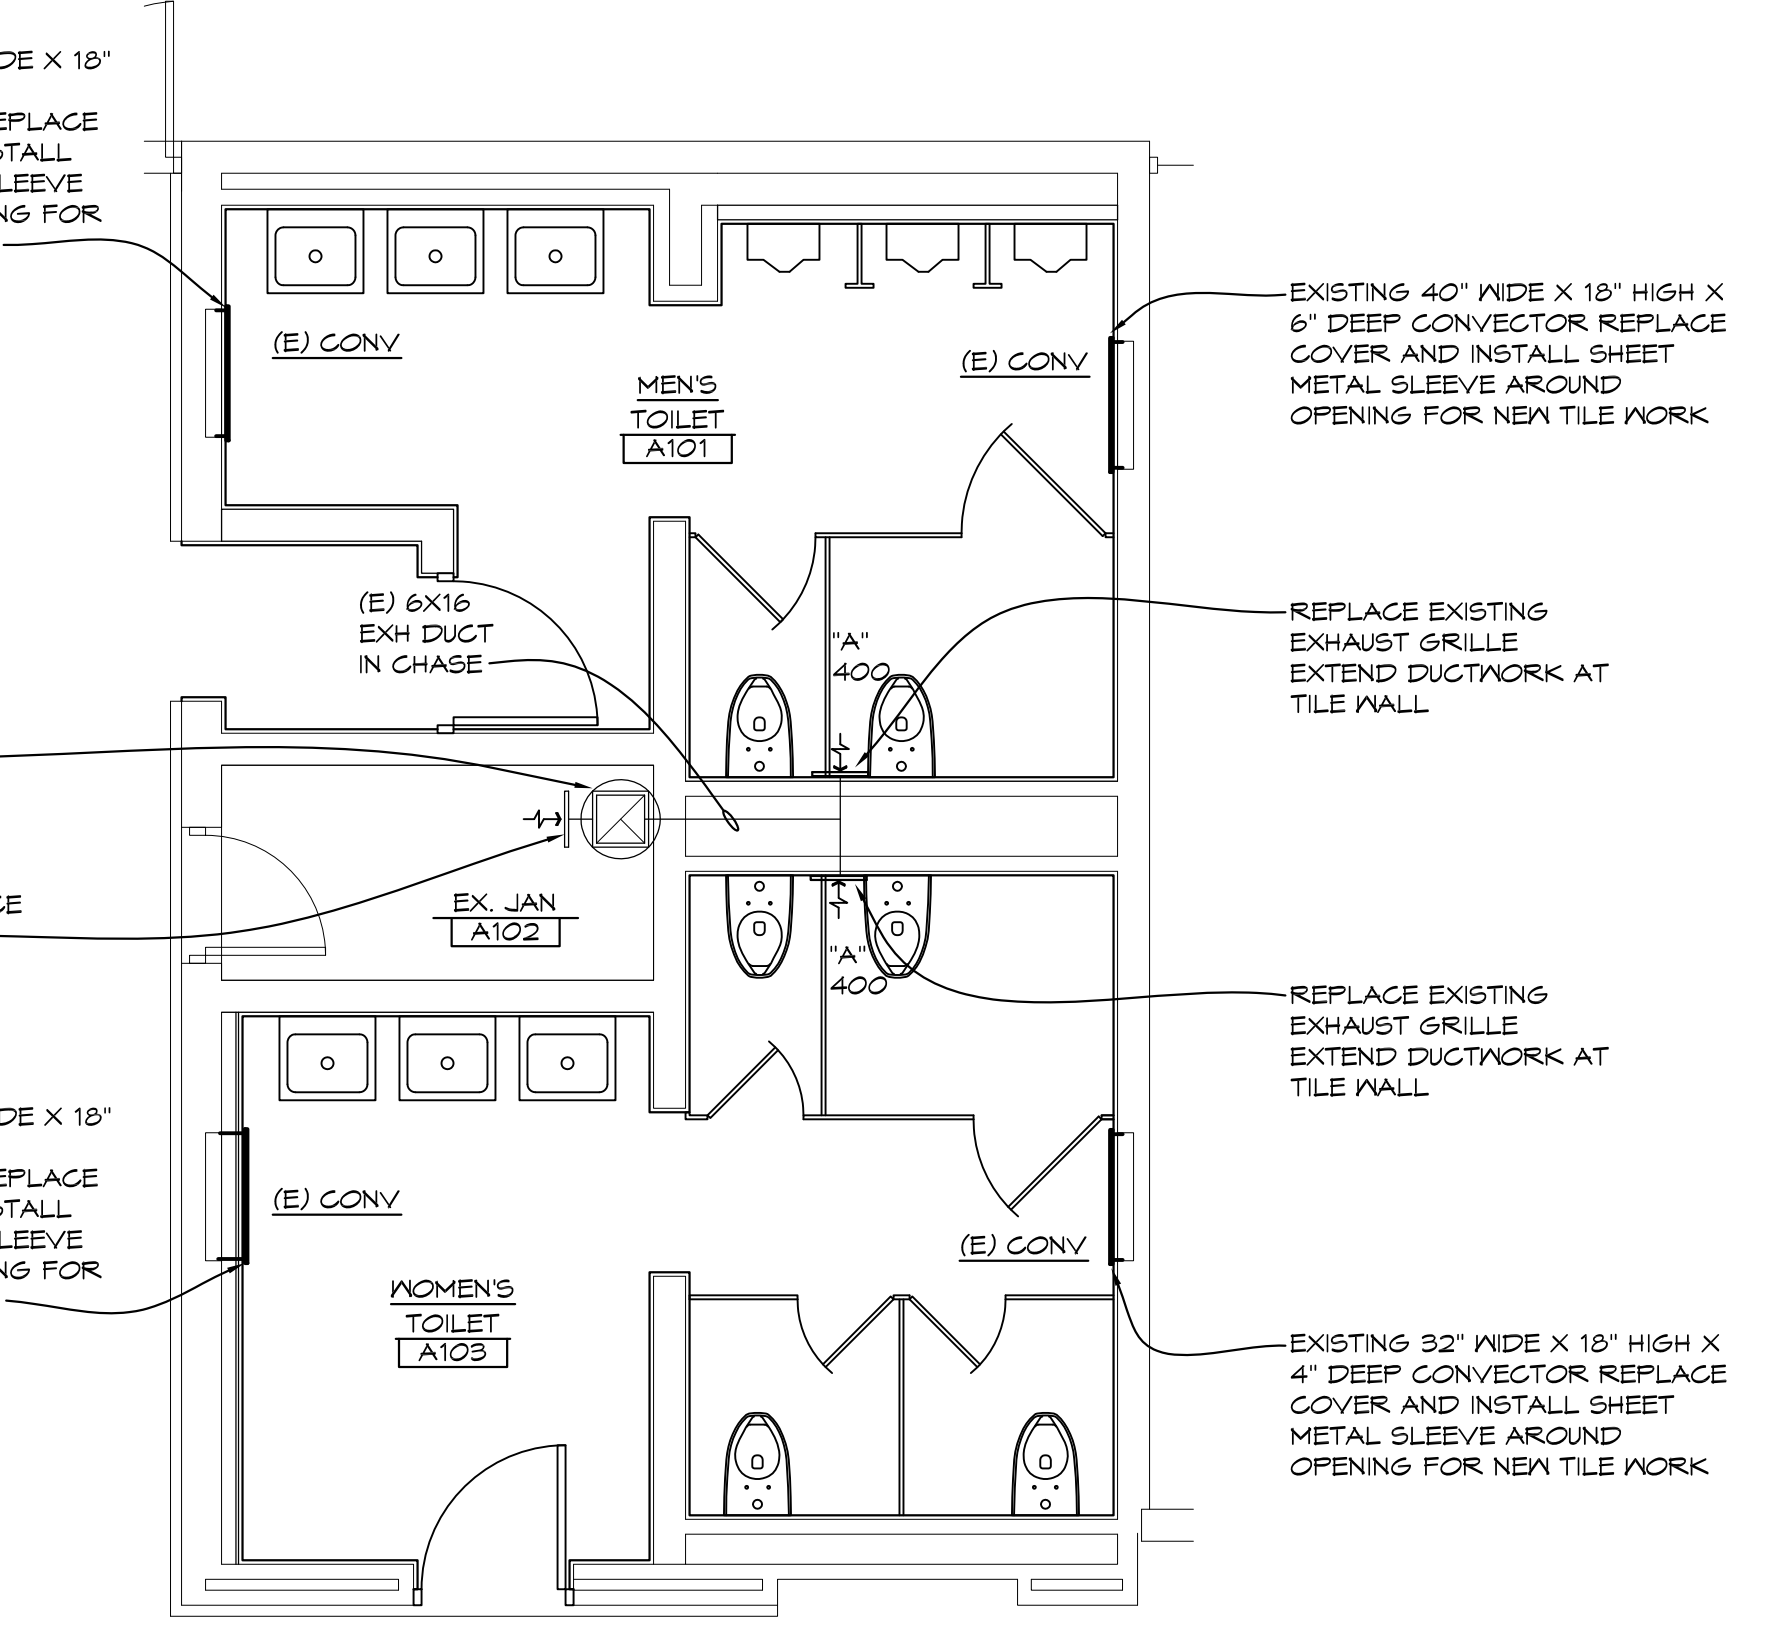 DE X 18"
EPLACE
STALL
LEEVE
NG FOR
(E) CONV
MEN'S
TOILET
A101
(E) CONV
EXISTING 40" WIDE X 18" HIGH X
6" DEEP CONVECTOR REPLACE
COVER AND INSTALL SHEET
METAL SLEEVE AROUND
OPENING FOR NEW TILE WORK
(E) 6X16
EXH DUCT
IN CHASE
"A"
400
REPLACE EXISTING
EXHAUST GRILLE
EXTEND DUCTWORK AT
TILE WALL
CE
EX. JAN
A102
"A"
400
REPLACE EXISTING
EXHAUST GRILLE
EXTEND DUCTWORK AT
TILE WALL
DE X 18"
EPLACE
STALL
LEEVE
NG FOR
(E) CONV
(E) CONV
WOMEN'S
TOILET
A103
EXISTING 32" WIDE X 18" HIGH X
4" DEEP CONVECTOR REPLACE
COVER AND INSTALL SHEET
METAL SLEEVE AROUND
OPENING FOR NEW TILE WORK